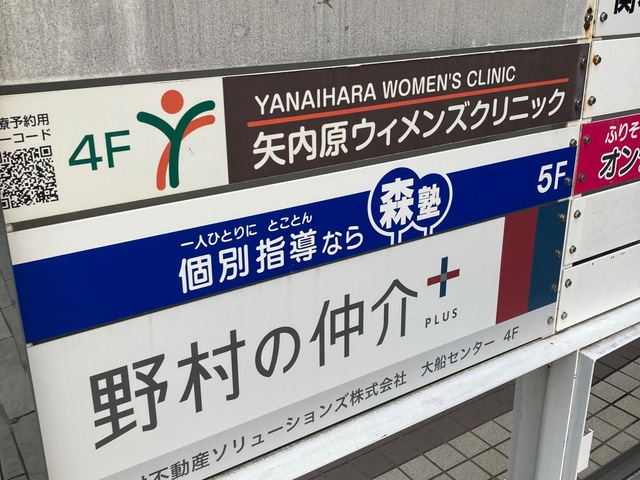 療予約用
ーコード
4F
YANAIHARA WOMEN'S CLINIC
矢内原ウィメンズクリニック
一人ひとりに とことん
個別指導なら
森塾
5F
野村の仲介
PLUS
不動産ソリューションズ株式会社 大船センター 4F
ふりそ
オン